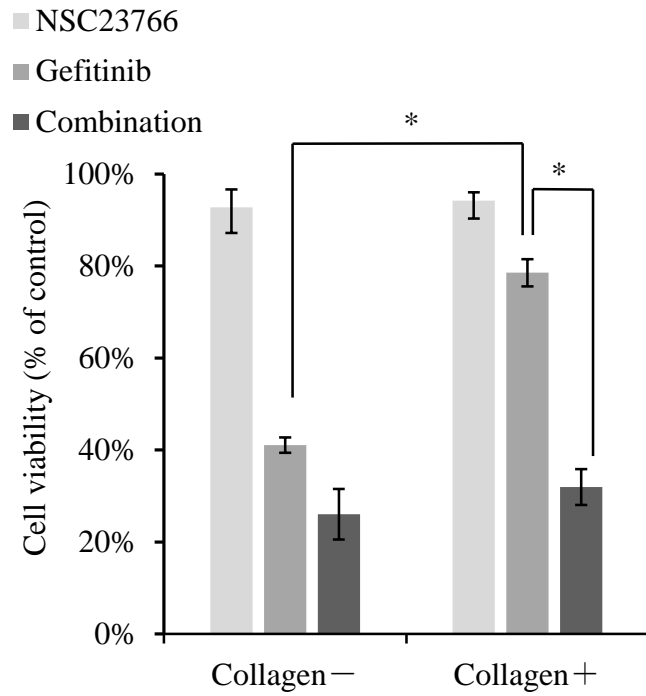 NSC23766
Gefitinib
Combination
*
*
Cell viability (% of control)
100%
80%
60%
40%
20%
0%
Collagen－
Collagen＋